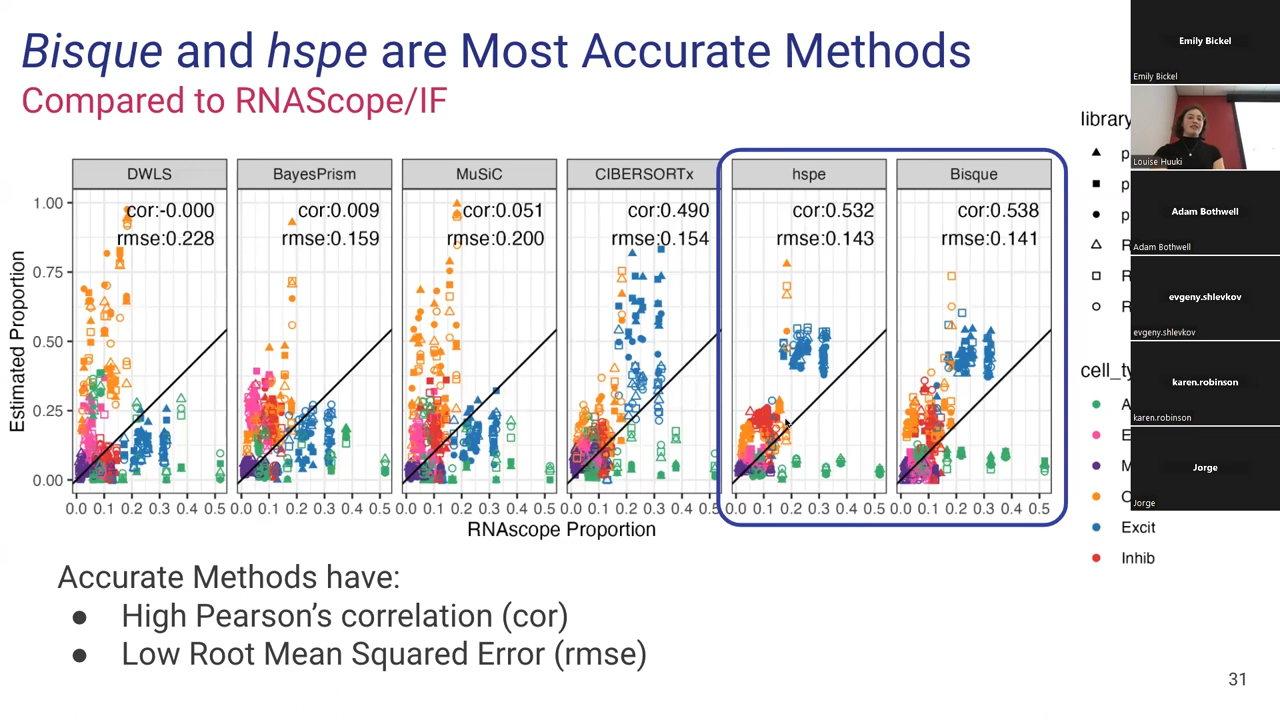 Bisque and hspe are Most Accurate Methods
Compared to RNAScope/IF
DWLS
BayesPrism
MuSiC
CIBERSORTx
hspe
Bisque
cor:-0.000
rmse:0.228
cor:0.009
rmse:0.159
cor:0.051
rmse:0.200
cor:0.490
rmse:0.154
cor:0.532
rmse:0.143
cor:0.538
rmse:0.141
Estimated Proportion
1.00
0.75
0.50
0.25
0.00
0.0 0.1 0.2 0.3 0.4 0.5
0.0 0.1 0.2 0.3 0.4 0.5
0.0 0.1 0.2 0.3 0.4 0.5
0.0 0.1 0.2 0.3 0.4 0.5
0.0 0.1 0.2 0.3 0.4 0.5
0.0 0.1 0.2 0.3 0.4 0.5
RNAscope Proportion
library
p
p
p
R
R
R
cell_ty
A
E
M
O
Excit
Inhib
Accurate Methods have:
● High Pearson's correlation (cor)
● Low Root Mean Squared Error (rmse)
31
Emily Bickel
Emily Bickel
Louise Huuki
Adam Bothwell
Adam Bothwell
evgeny.shlevkov
evgeny.shlevkov
karen.robinson
karen.robinson
Jorge
Jorge